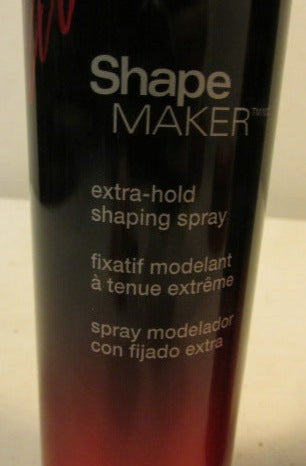 Shape
MAKER
extra-hold
shaping spray
fixatif modelant
à tenue extrême
spray modelador
con fijado extra